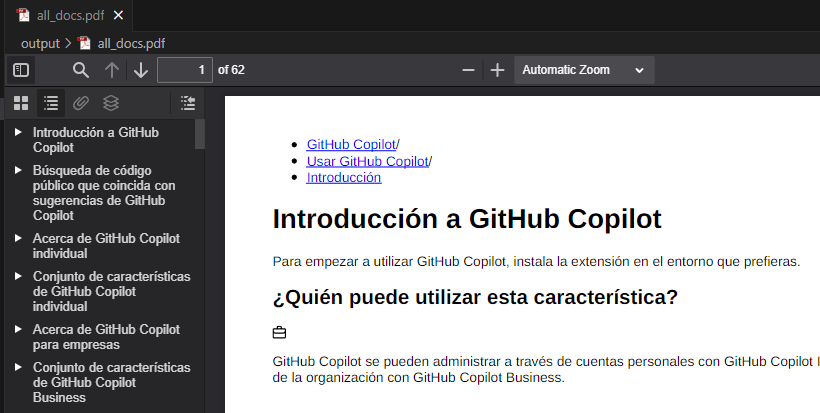 all_docs.pdf
output > all_docs.pdf
1 of 62
Automatic Zoom
Introducción a GitHub
Copilot
Búsqueda de código
público que coincida con
sugerencias de GitHub
Copilot
Acerca de GitHub Copilot
individual
Conjunto de características
de GitHub Copilot
individual
Acerca de GitHub Copilot
para empresas
Conjunto de características
de GitHub Copilot
Business
GitHub Copilot/
Usar GitHub Copilot/
Introducción
Introducción a GitHub Copilot
Para empezar a utilizar GitHub Copilot, instala la extensión en el entorno que prefieras.
¿Quién puede utilizar esta característica?
GitHub Copilot se pueden administrar a través de cuentas personales con GitHub Copilot
de la organización con GitHub Copilot Business.